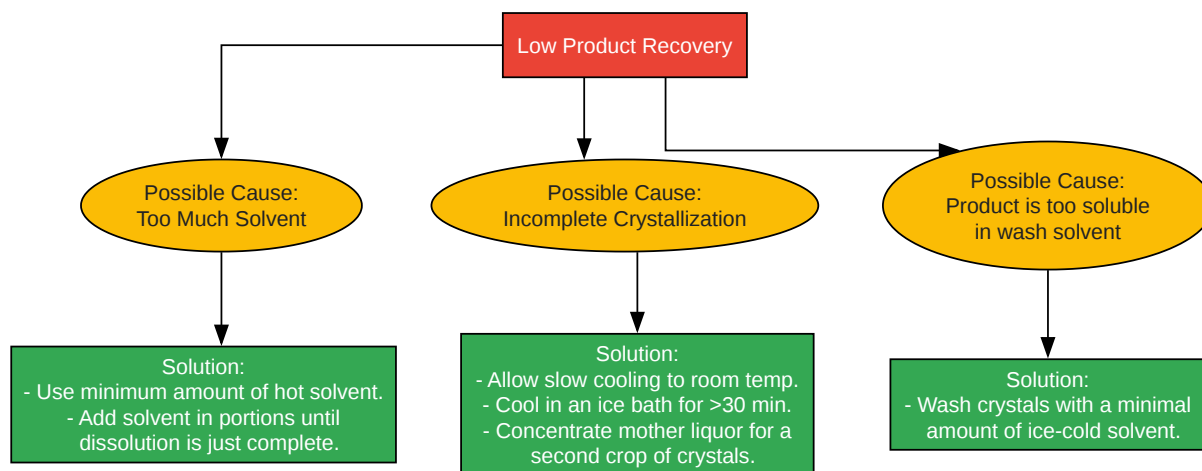 Low Product Recovery
Possible Cause:
Too Much Solvent
Possible Cause:
Incomplete Crystallization
Possible Cause:
Product is too soluble
in wash solvent
Solution:
- Use minimum amount of hot solvent.
- Add solvent in portions until
dissolution is just complete.
Solution:
- Allow slow cooling to room temp.
- Cool in an ice bath for >30 min.
- Concentrate mother liquor for a
second crop of crystals.
Solution:
- Wash crystals with a minimal
amount of ice-cold solvent.